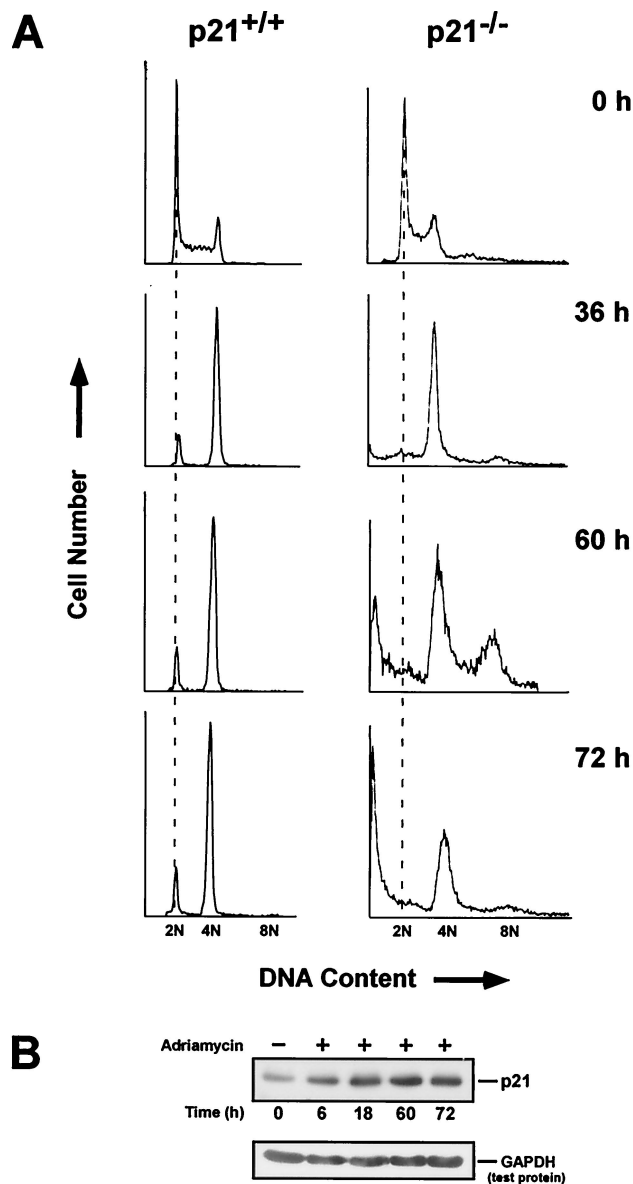 A
p21+/+ p21-/-
0 h
36 h
60 h
72 h
Cell Number
2N 4N 8N 2N 4N 8N
DNA Content
B
Adriamycin – + + + +
p21
Time (h) 0 6 18 60 72
GAPDH
(test protein)